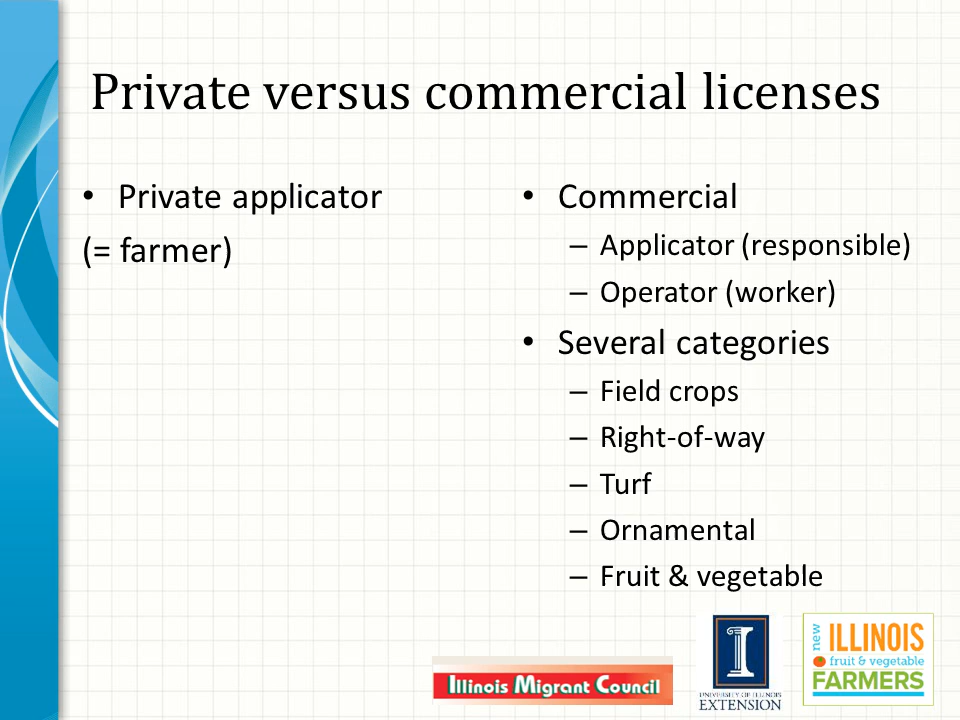 Private versus commercial licenses
• Private applicator
(= farmer)
• Commercial
– Applicator (responsible)
– Operator (worker)
• Several categories
– Field crops
– Right-of-way
– Turf
– Ornamental
– Fruit & vegetable
Illinois Migrant Council
I
UNIVERSITY OF ILLINOIS
EXTENSION
new
ILLINOIS
fruit & vegetable
FARMERS